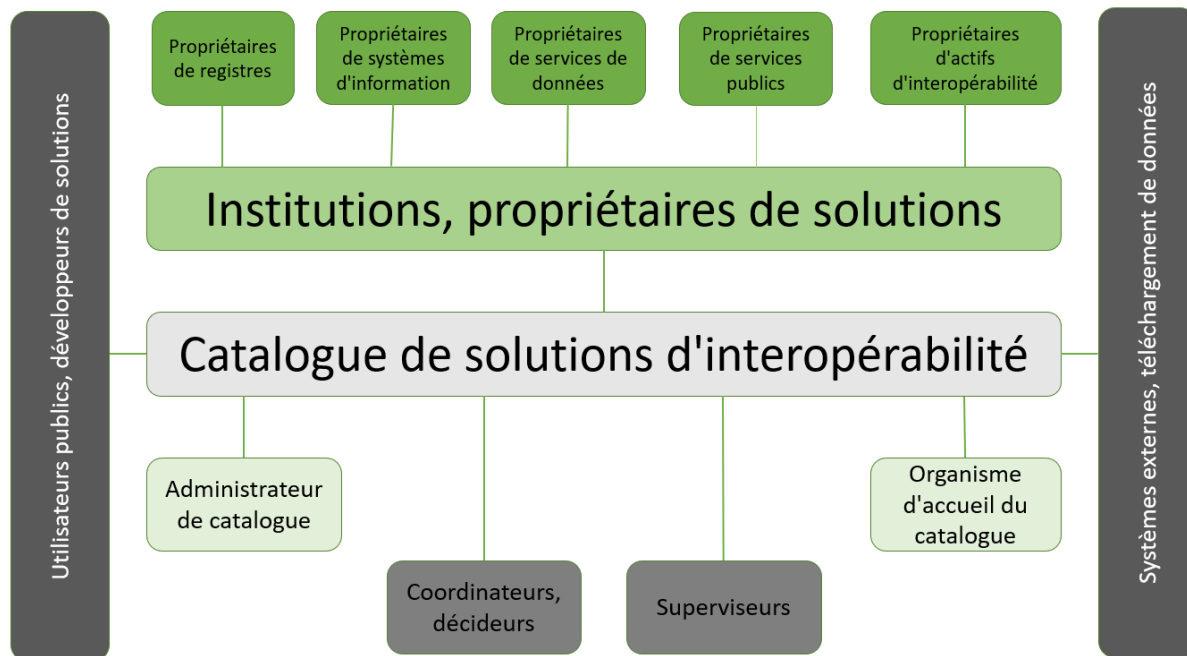 Utilisateurs publics, développeurs de solutions
Propriétaires
de registres
Propriétaires
de systèmes
d'information
Propriétaires
de services de
données
Propriétaires
de services
publics
Propriétaires
d'actifs
d'interopérabilité
Institutions, propriétaires de solutions
Catalogue de solutions d'interopérabilité
Administrateur
de catalogue
Organisme
d'accueil du
catalogue
Coordinateurs,
décideurs
Superviseurs
Systèmes externes, téléchargement de données